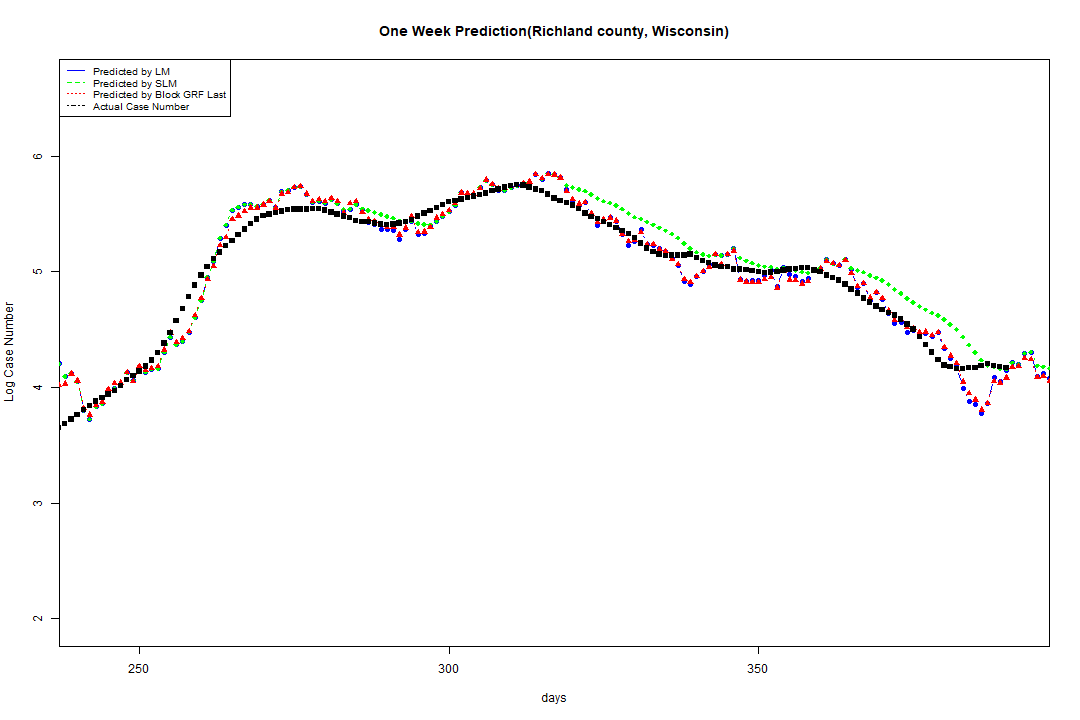 One Week Prediction(Richland county, Wisconsin)
Predicted by LM
Predicted by SLM
Predicted by Block GRF Last
Actual Case Number
Log Case Number
6
5
4
3
2
250 300 350
days